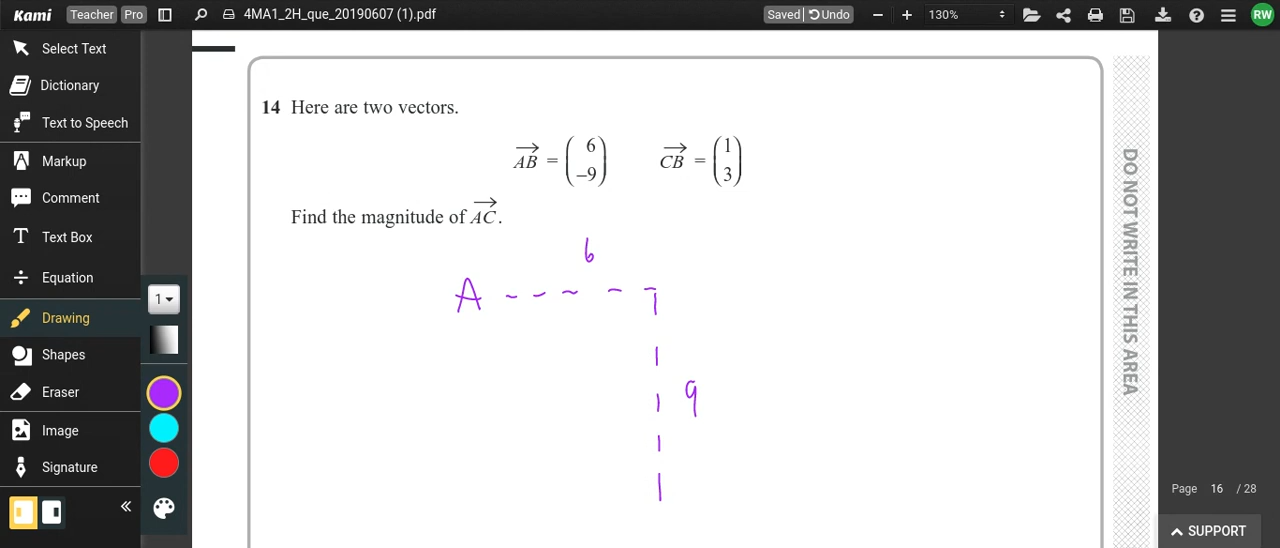 Kami Teacher Pro 4MA1_2H_que_20190607 (1).pdf Saved Undo 130% RW
Select Text
Dictionary
Text to Speech
Markup
Comment
Text Box
Equation
1
Drawing
Shapes
Eraser
Image
Signature
14 Here are two vectors.
AB = (6 −9) CB = (1 3)
Find the magnitude of AC.
6
A
9
DO NOT WRITE IN THIS AREA
Page 16 / 28
SUPPORT